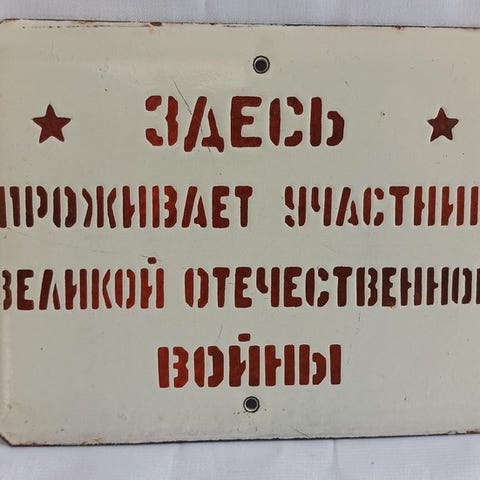 ЗДЕСЬ
ПРОЖИВАЕТ УЧАСТНИК
ВЕЛИКОЙ ОТЕЧЕСТВЕННОЙ
ВОЙНЫ